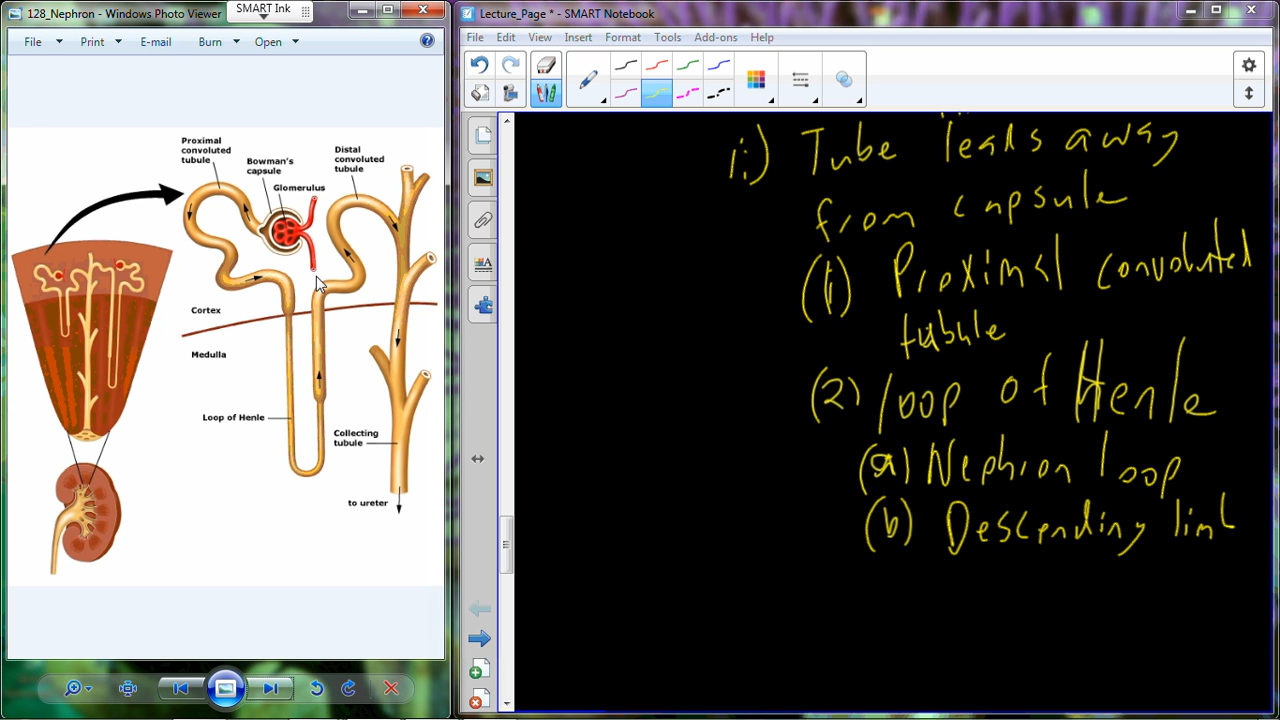 128_Nephron - Windows Photo Viewer
SMART Ink
File Print E-mail Burn Open
Proximal
convoluted
tubule
Bowman's
capsule
Glomerulus
Distal
convoluted
tubule
Cortex
Medulla
Loop of Henle
Collecting
tubule
to ureter
Lecture_Page * - SMART Notebook
File Edit View Insert Format Tools Add-ons Help
ii) Tube leads away
from capsule
(1) Proximal convoluted
tubule
(2) loop of Henle
(a) Nephron loop
(b) Descending limb